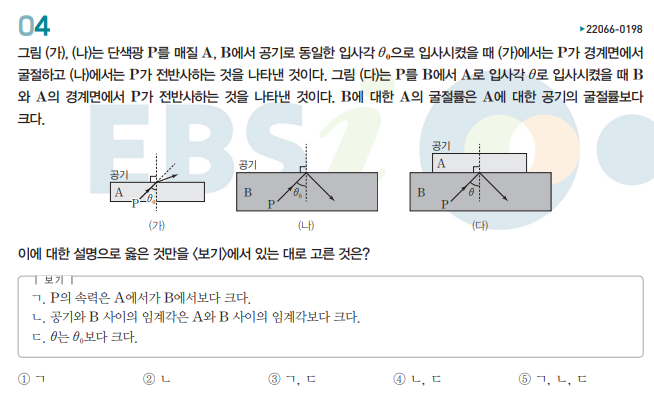 04
▶22066-0198
그림 (가), (나)는 단색광 P를 매질 A, B에서 공기로 동일한 입사각 θ₀으로 입사시켰을 때 (가)에서는 P가 경계면에서
굴절하고 (나)에서는 P가 전반사하는 것을 나타낸 것이다. 그림 (다)는 P를 B에서 A로 입사각 θ로 입사시켰을 때 B
와 A의 경계면에서 P가 전반사하는 것을 나타낸 것이다. B에 대한 A의 굴절률은 A에 대한 공기의 굴절률보다
크다.
EBSi
공기
A
P
θ₀
(가)
공기
B
P
θ₀
(나)
공기
A
B
P
θ
(다)
이에 대한 설명으로 옳은 것만을 <보기>에서 있는 대로 고른 것은?
보기
ㄱ. P의 속력은 A에서가 B에서보다 크다.
ㄴ. 공기와 B 사이의 임계각은 A와 B 사이의 임계각보다 크다.
ㄷ. θ는 θ₀보다 크다.
① ㄱ ② ㄴ ③ ㄱ, ㄷ ④ ㄴ, ㄷ ⑤ ㄱ, ㄴ, ㄷ